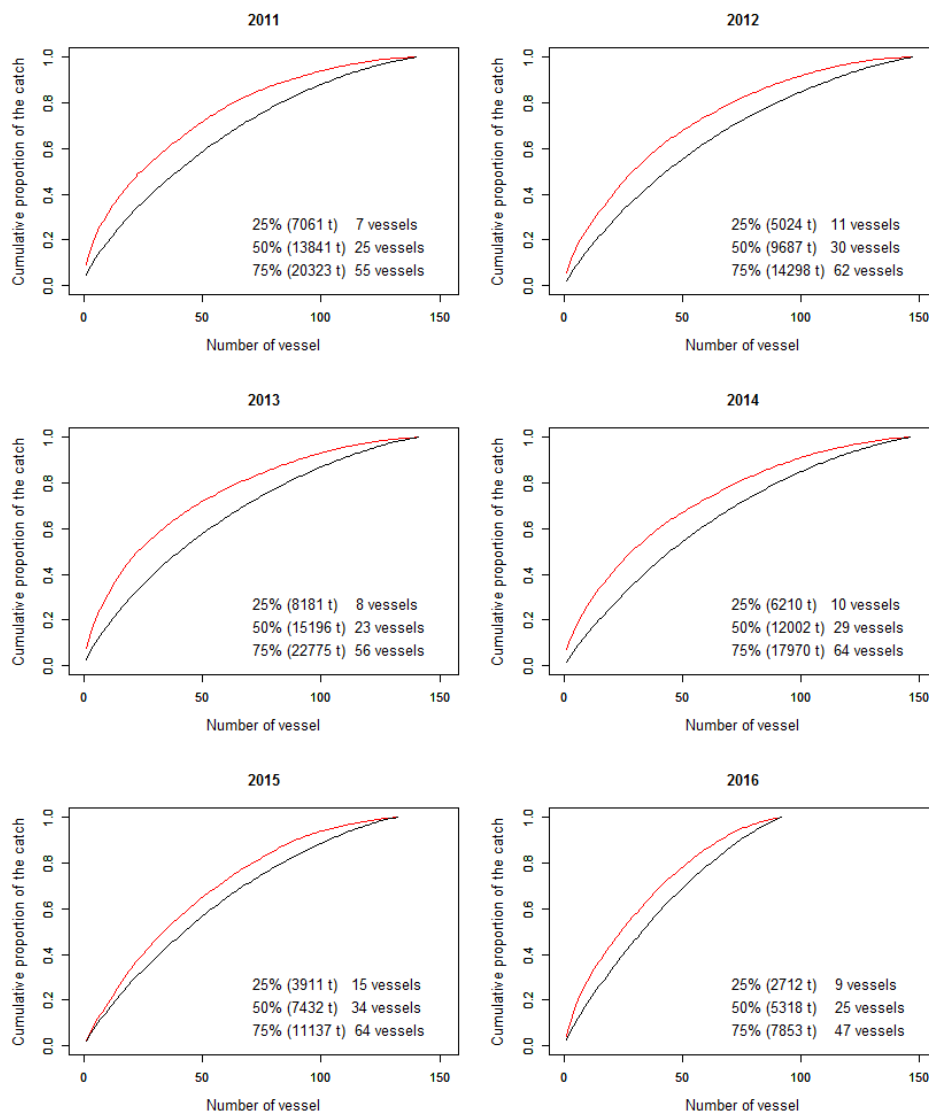 2011
Cumulative proportion of the catch
0.0 0.2 0.4 0.6 0.8 1.0
25% (7061 t) 7 vessels
50% (13841 t) 25 vessels
75% (20323 t) 55 vessels
0 50 100 150
Number of vessel
2012
Cumulative proportion of the catch
0.0 0.2 0.4 0.6 0.8 1.0
25% (5024 t) 11 vessels
50% (9687 t) 30 vessels
75% (14298 t) 62 vessels
0 50 100 150
Number of vessel
2013
Cumulative proportion of the catch
0.0 0.2 0.4 0.6 0.8 1.0
25% (8181 t) 8 vessels
50% (15196 t) 23 vessels
75% (22775 t) 56 vessels
0 50 100 150
Number of vessel
2014
Cumulative proportion of the catch
0.0 0.2 0.4 0.6 0.8 1.0
25% (6210 t) 10 vessels
50% (12002 t) 29 vessels
75% (17970 t) 64 vessels
0 50 100 150
Number of vessel
2015
Cumulative proportion of the catch
0.0 0.2 0.4 0.6 0.8 1.0
25% (3911 t) 15 vessels
50% (7432 t) 34 vessels
75% (11137 t) 64 vessels
0 50 100 150
Number of vessel
2016
Cumulative proportion of the catch
0.0 0.2 0.4 0.6 0.8 1.0
25% (2712 t) 9 vessels
50% (5318 t) 25 vessels
75% (7853 t) 47 vessels
0 50 100 150
Number of vessel